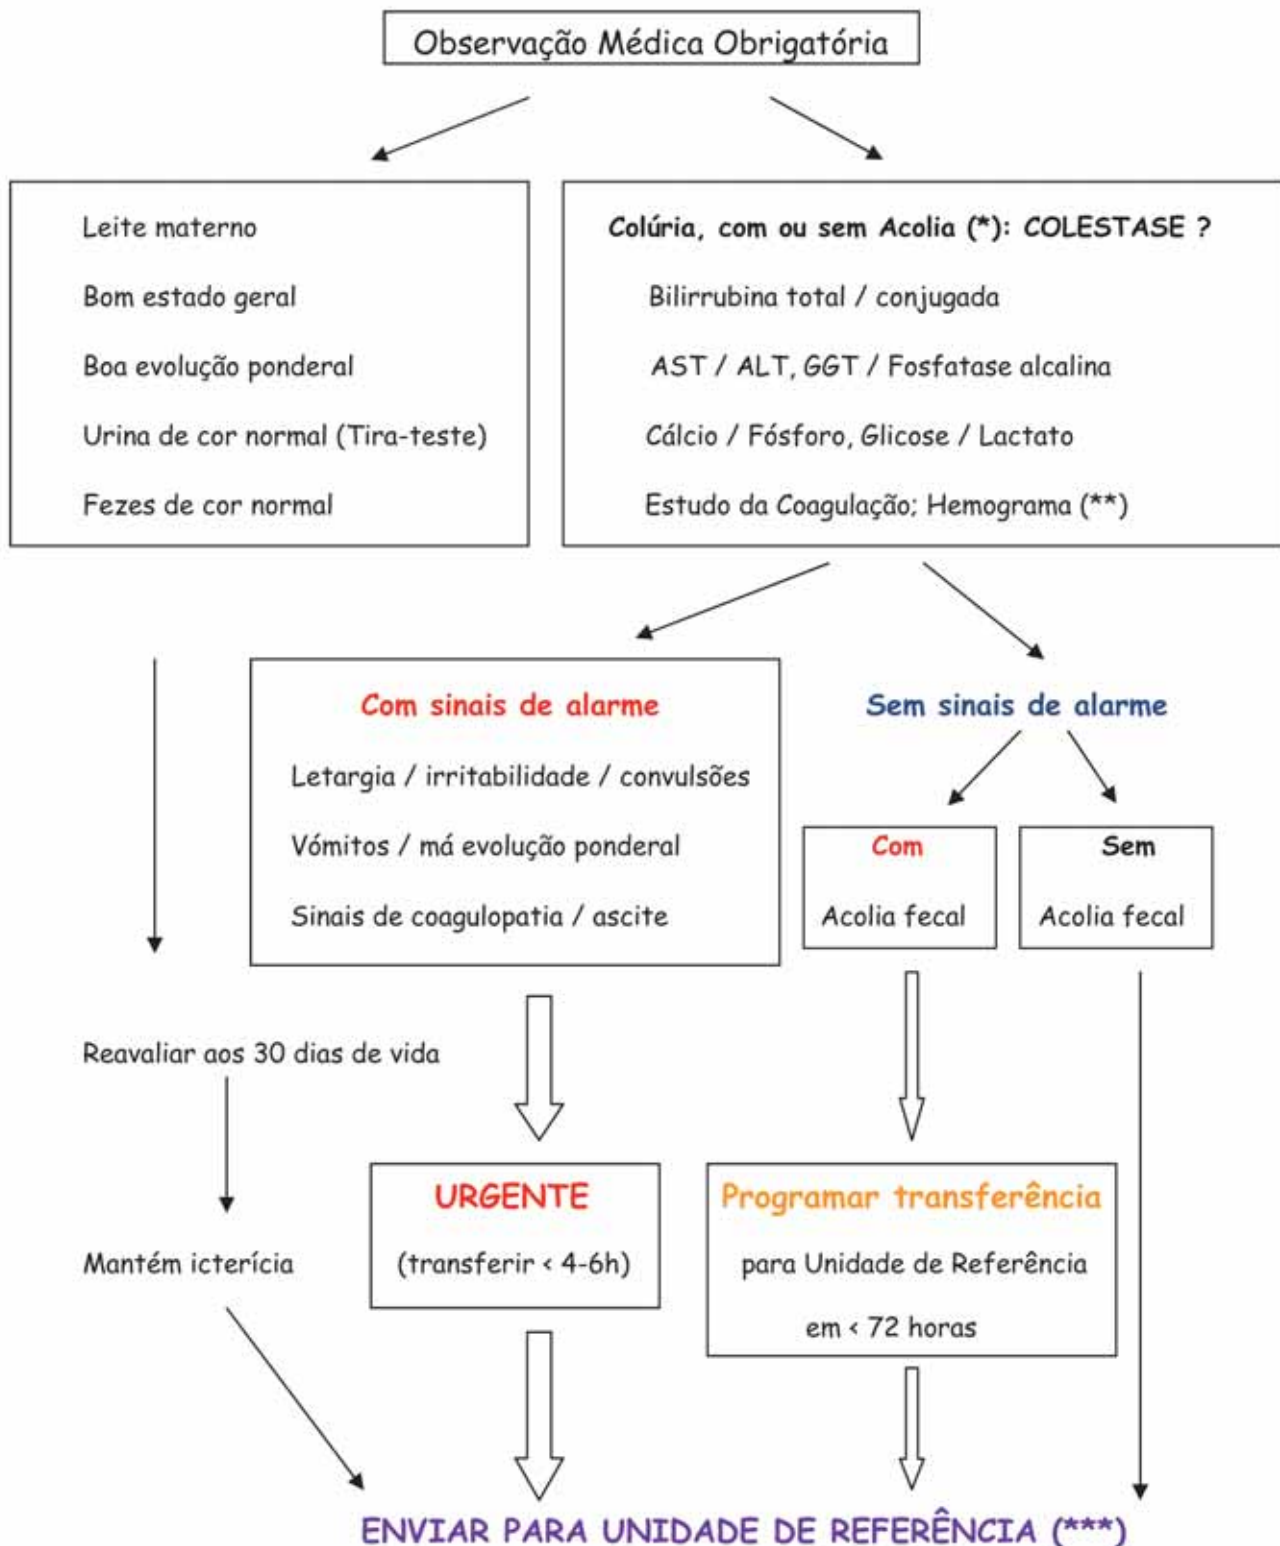 Observação Médica Obrigatória
Leite materno
Bom estado geral
Boa evolução ponderal
Urina de cor normal (Tira-teste)
Fezes de cor normal
Colúria, com ou sem Acolia (*): COLESTASE ?
Bilirrubina total / conjugada
AST / ALT, GGT / Fosfatase alcalina
Cálcio / Fósforo, Glicose / Lactato
Estudo da Coagulação; Hemograma (**)
Com sinais de alarme
Letargia / irritabilidade / convulsões
Vómitos / má evolução ponderal
Sinais de coagulopatia / ascite
Sem sinais de alarme
Com
Acolia fecal
Sem
Acolia fecal
Reavaliar aos 30 dias de vida
Mantém icterícia
URGENTE
(transferir < 4-6h)
Programar transferência
para Unidade de Referência
em < 72 horas
ENVIAR PARA UNIDADE DE REFERÊNCIA (***)